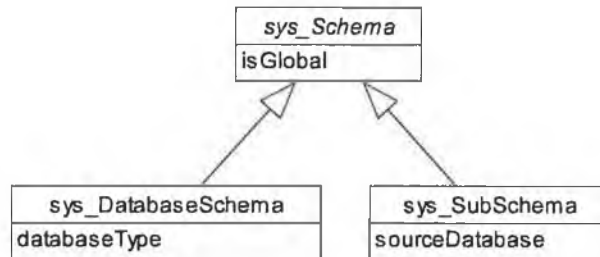 sys_Schema
isGlobal
sys_DatabaseSchema
databaseType
sys_SubSchema
sourceDatabase